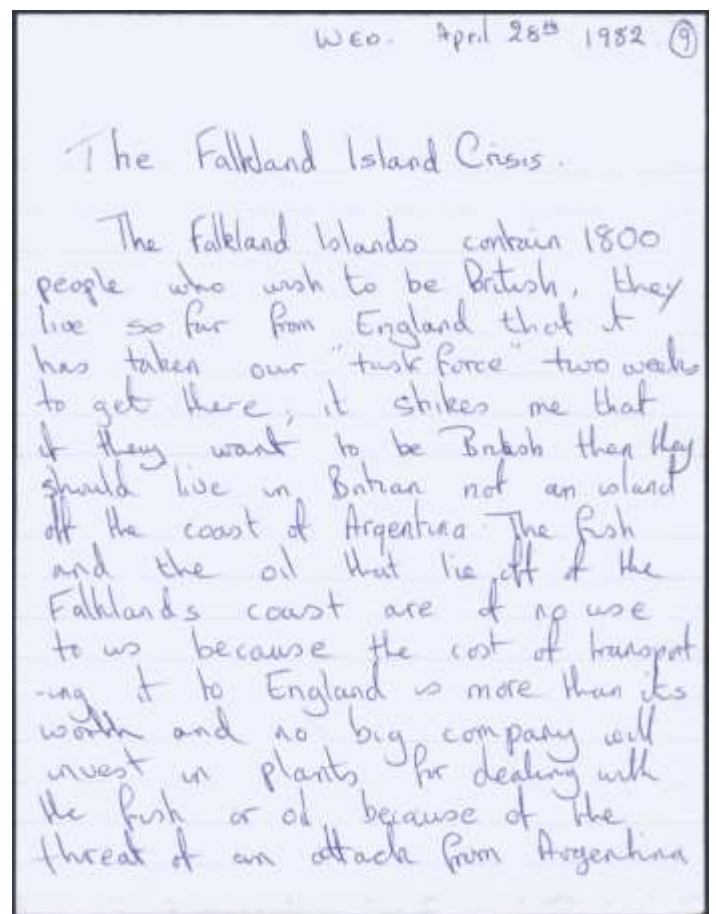 WED. April 28th 1982 9
The Falkland Island Crisis.
The Falkland Islands contain 1800
people who wish to be British, they
live so far from England that it
has taken our "task force" two weeks
to get there, it strikes me that
if they want to be British then they
should live in Britian not an island
off the coast of Argentina. The fish
and the oil that lie off of the
Falklands coast are of no use
to us because the cost of transport
-ing it to England is more than its
worth and no big company will
invest in plants for dealing with
the fish or oil because of the
threat of an attack from Argentina